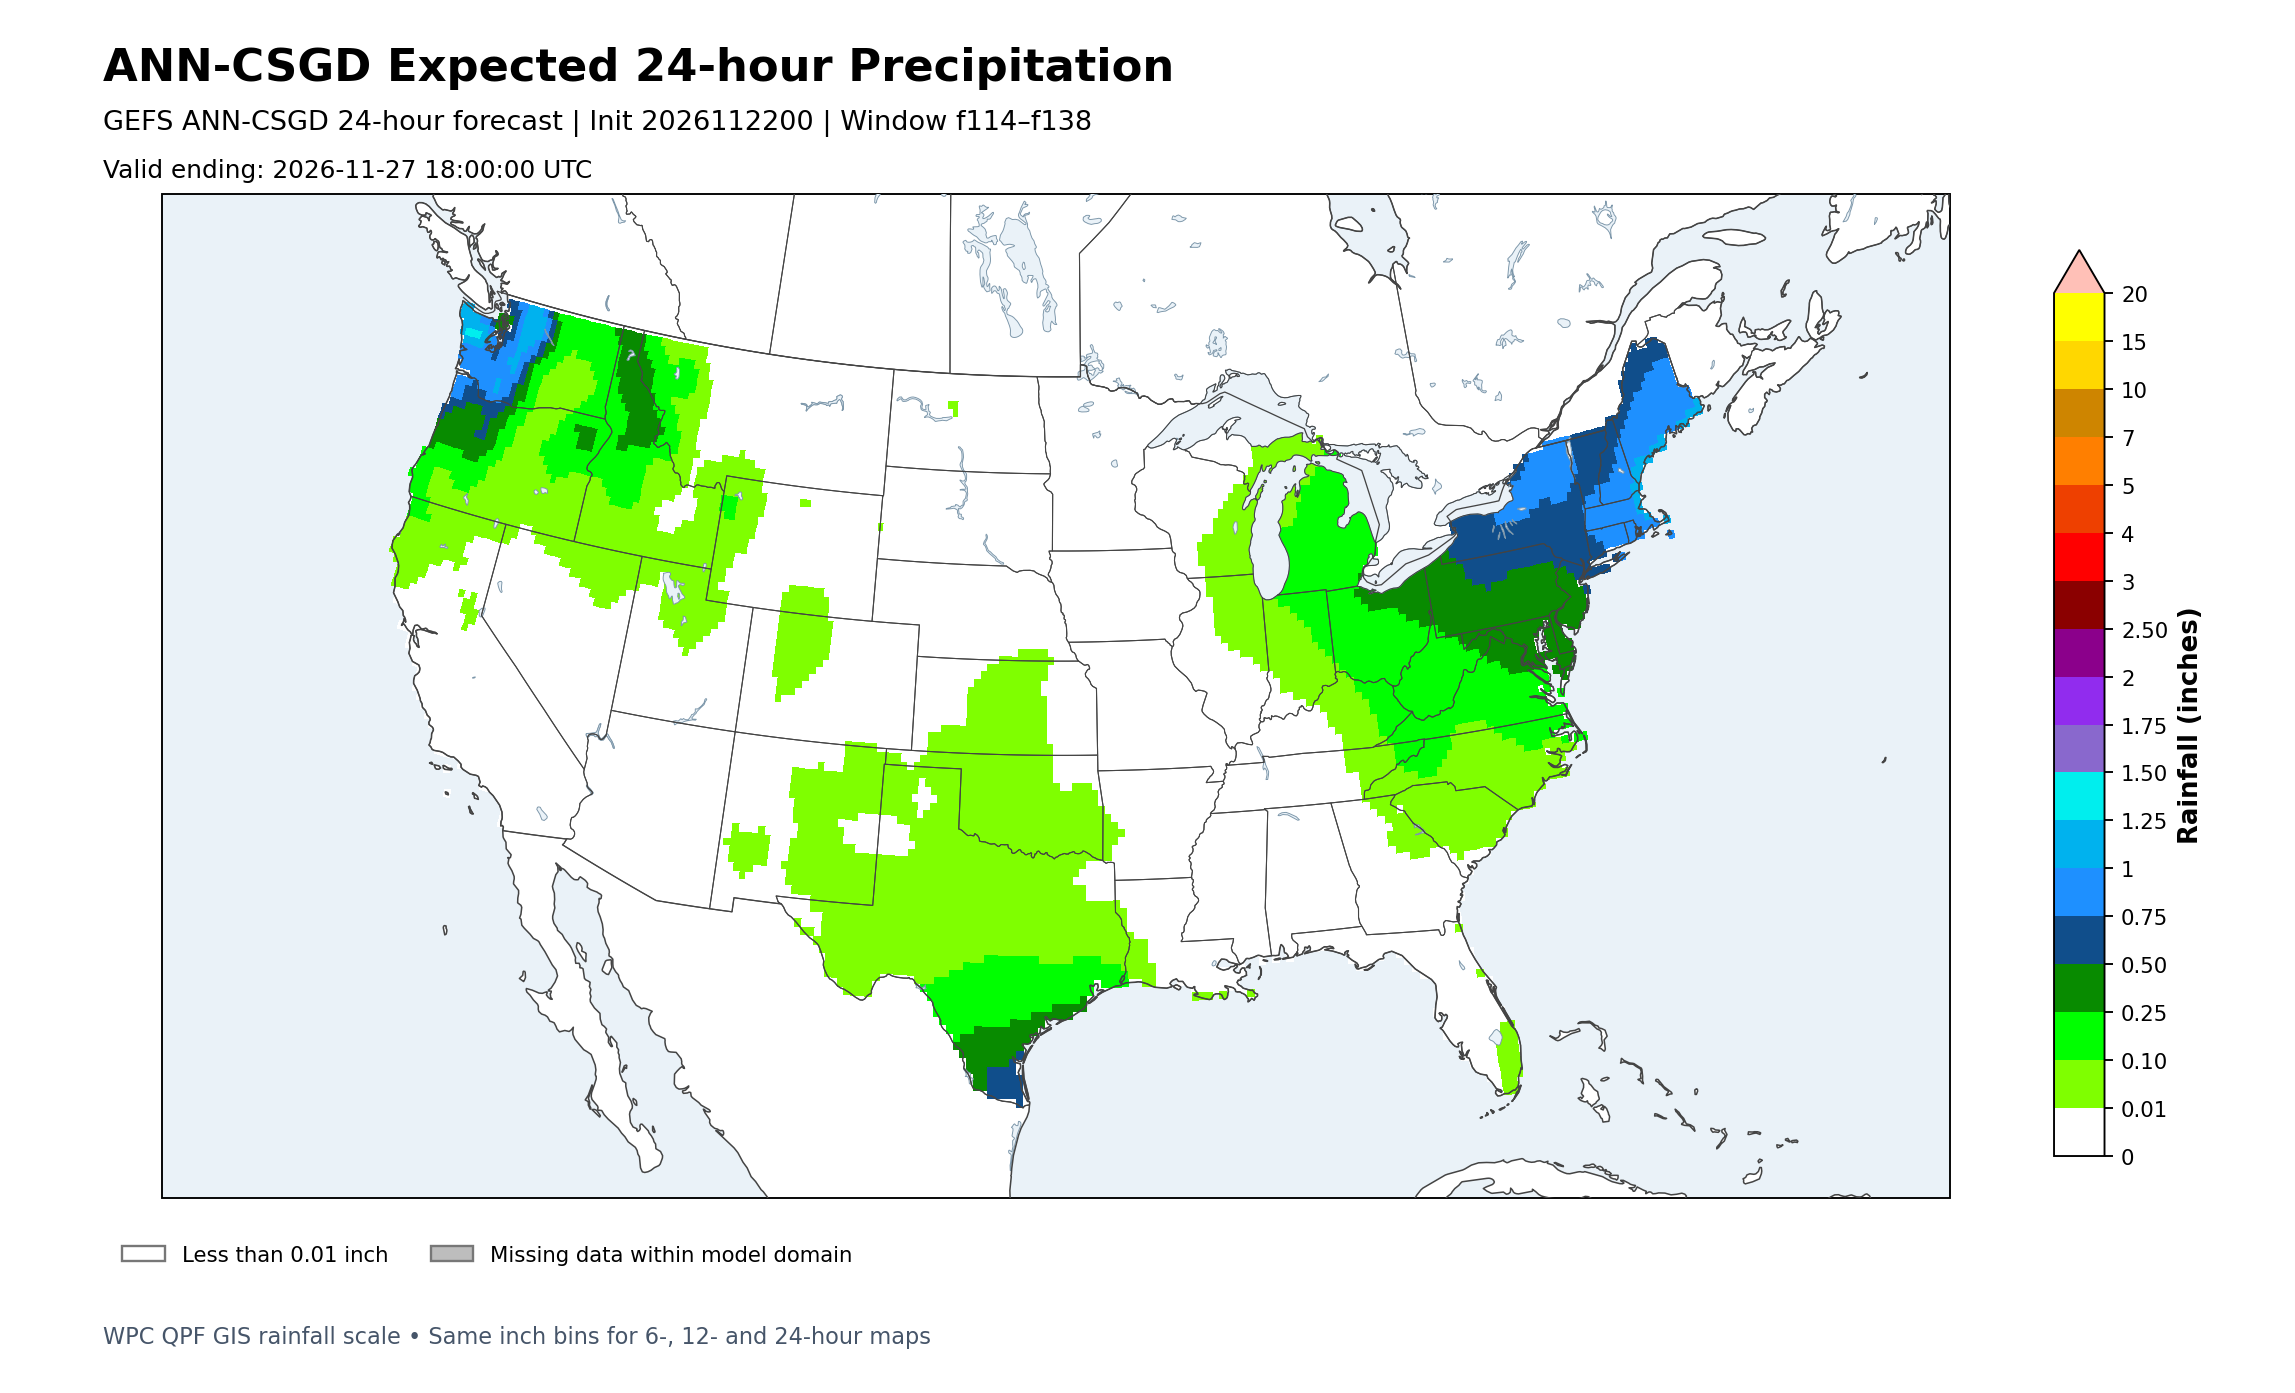 ANN-CSGD Expected 24-hour Precipitation
GEFS ANN-CSGD 24-hour forecast | Init 2026112200 | Window f114–f138
Valid ending: 2026-11-27 18:00:00 UTC
20
15
10
7
5
4
3
2.50
2
1.75
1.50
1.25
1
0.75
0.50
0.25
0.10
0.01
0
Rainfall (inches)
Less than 0.01 inch
Missing data within model domain
WPC QPF GIS rainfall scale • Same inch bins for 6-, 12- and 24-hour maps